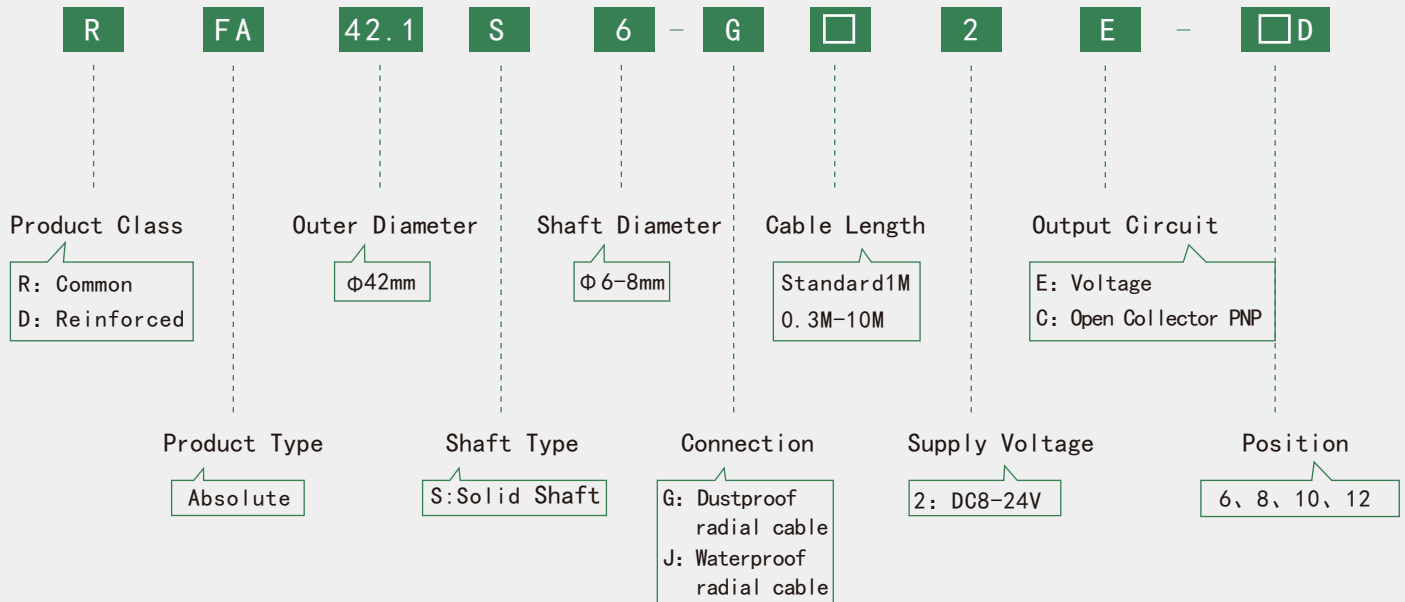 R FA 42.1 S 6 - G □ 2 E - □D
Product Class
R: Common
D: Reinforced
Outer Diameter
Φ42mm
Shaft Diameter
Φ6-8mm
Cable Length
Standard1M
0.3M-10M
Output Circuit
E: Voltage
C: Open Collector PNP
Product Type
Absolute
Shaft Type
S:Solid Shaft
Connection
G: Dustproof
radial cable
J: Waterproof
radial cable
Supply Voltage
2: DC8-24V
Position
6、8、10、12